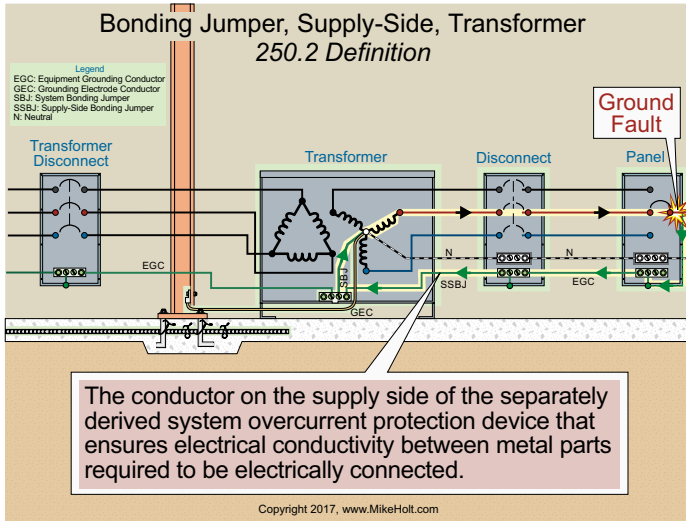 Bonding Jumper, Supply-Side, Transformer
250.2 Definition
Legend
EGC: Equipment Grounding Conductor
GEC: Grounding Electrode Conductor
SBJ: System Bonding Jumper
SSBJ: Supply-Side Bonding Jumper
N: Neutral
Ground
Fault
Transformer
Disconnect
Transformer
Disconnect
Panel
N
N
EGC
SBJ
SSBJ
EGC
GEC
The conductor on the supply side of the separately
derived system overcurrent protection device that
ensures electrical conductivity between metal parts
required to be electrically connected.
Copyright 2017, www.MikeHolt.com